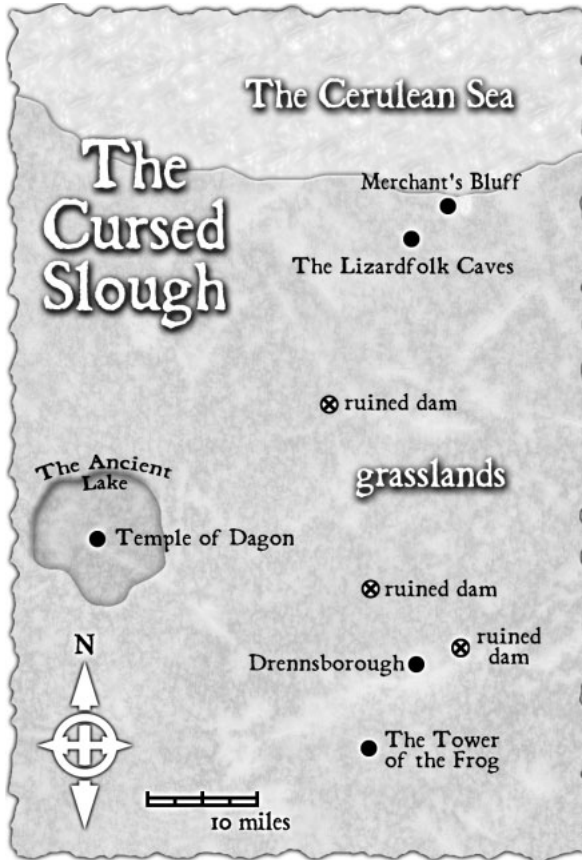 The Cerulean Sea
The
Cursed
Slough
Merchant's Bluff
The Lizardfolk Caves
ruined dam
The Ancient
Lake
grasslands
Temple of Dagon
ruined dam
ruined
dam
N
Drennsborough
The Tower
of the Frog
10 miles